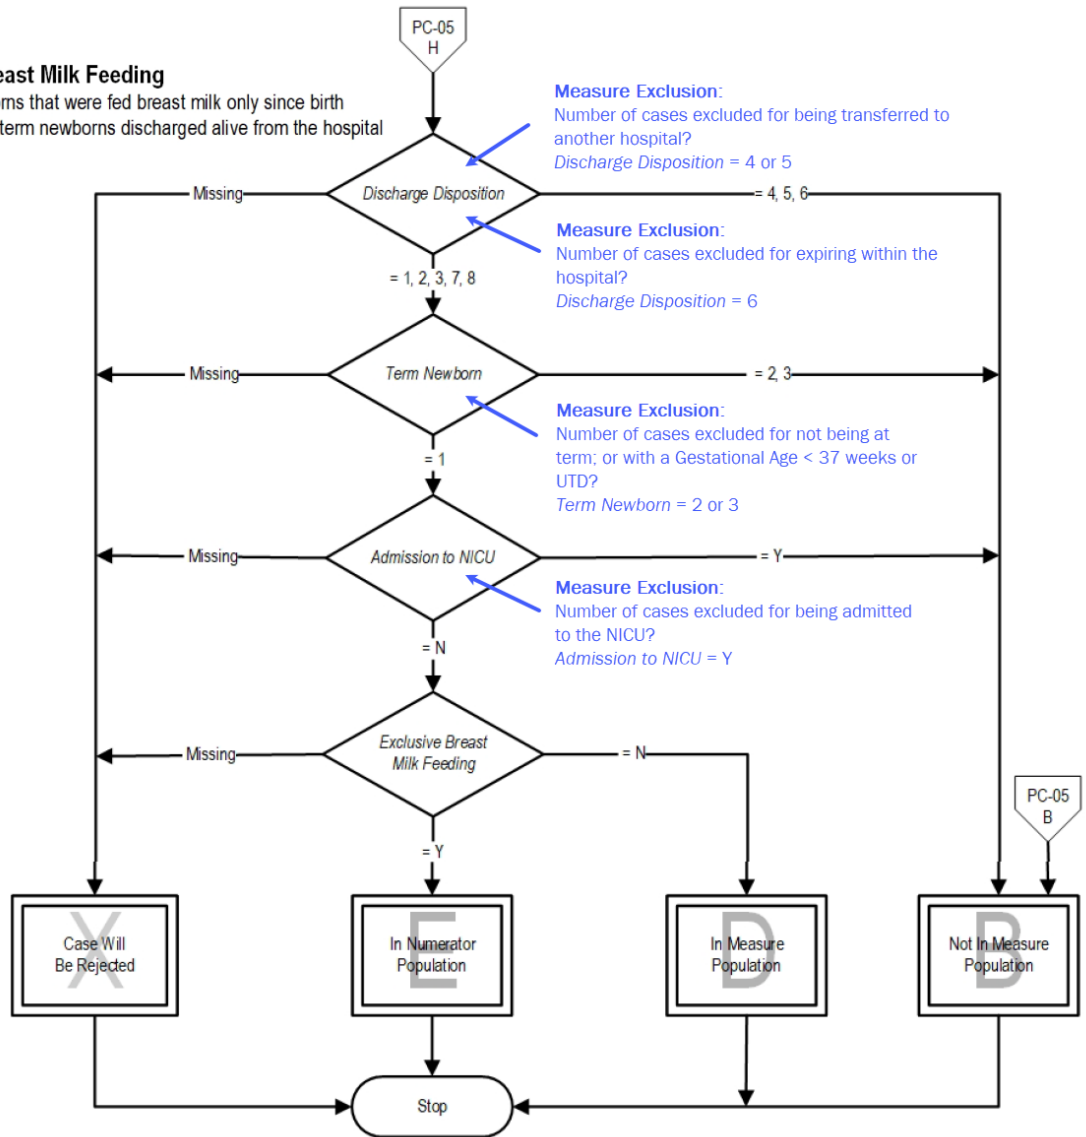 PC-05
H
east Milk Feeding
rns that were fed breast milk only since birth
term newborns discharged alive from the hospital
Measure Exclusion:
Number of cases excluded for being transferred to
another hospital?
Discharge Disposition = 4 or 5
Missing
Discharge Disposition
= 4, 5, 6
Measure Exclusion:
Number of cases excluded for expiring within the
hospital?
Discharge Disposition = 6
= 1, 2, 3, 7, 8
Missing
Term Newborn
= 2, 3
Measure Exclusion:
Number of cases excluded for not being at
term; or with a Gestational Age < 37 weeks or
UTD?
Term Newborn = 2 or 3
= 1
Missing
Admission to NICU
= Y
Measure Exclusion:
Number of cases excluded for being admitted
to the NICU?
Admission to NICU = Y
= N
Missing
Exclusive Breast
Milk Feeding
= N
PC-05
B
= Y
X
Case Will
Be Rejected
E
In Numerator
Population
D
In Measure
Population
B
Not In Measure
Population
Stop